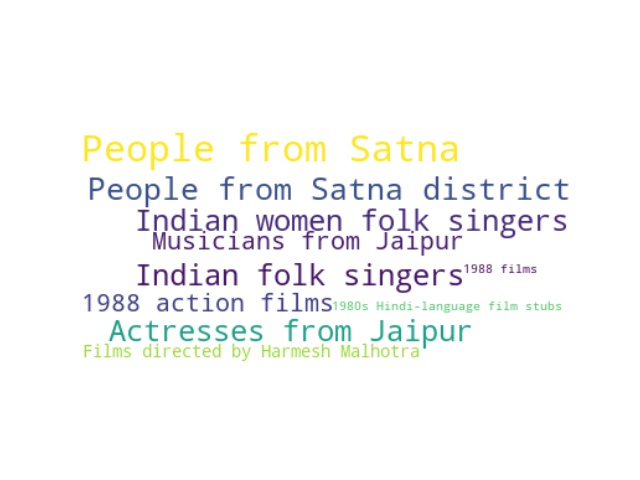 People from Satna
People from Satna district
Indian women folk singers
Musicians from Jaipur
Indian folk singers 1988 films
1988 action films 1980s Hindi-language film stubs
Actresses from Jaipur
Films directed by Harmesh Malhotra